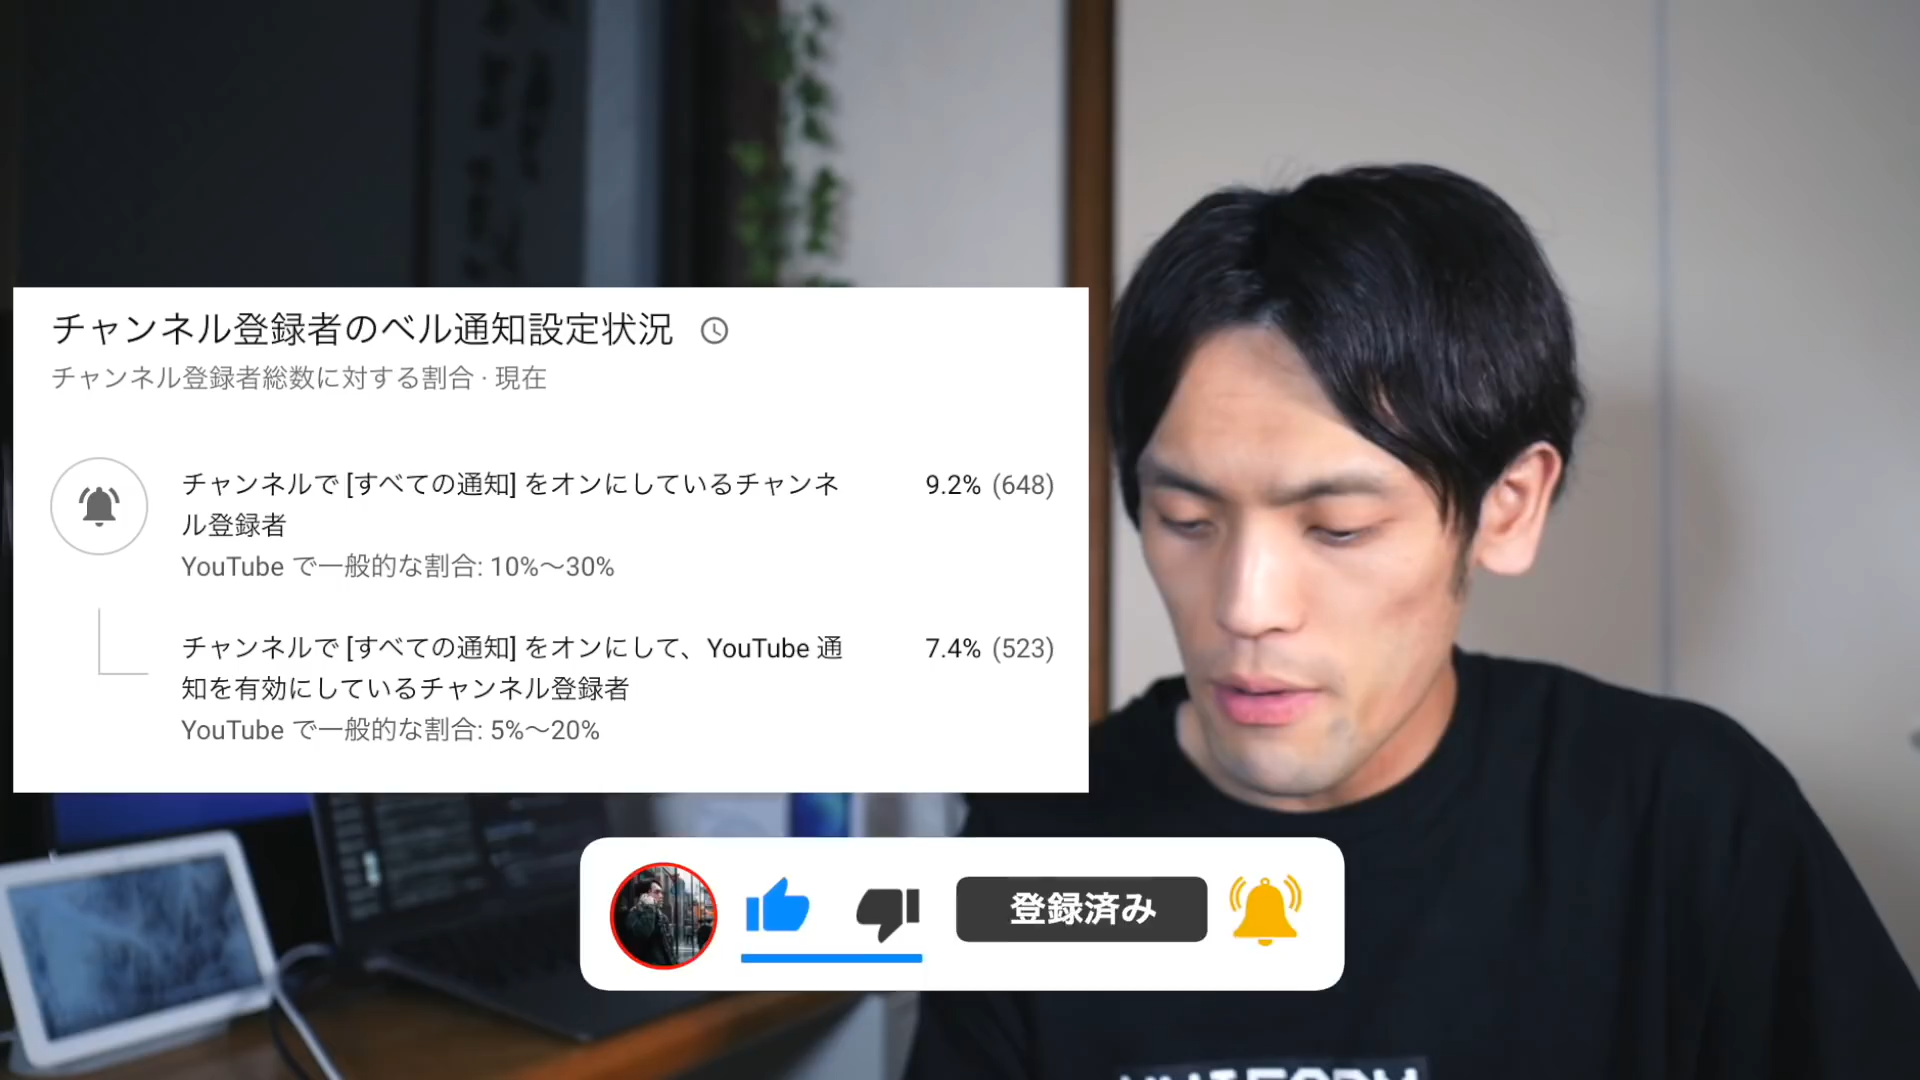 チャンネル登録者のベル通知設定状況
チャンネル登録者総数に対する割合 · 現在
チャンネルで [すべての通知] をオンにしているチャンネ
ル登録者
9.2% (648)
YouTube で一般的な割合: 10%～30%
チャンネルで [すべての通知] をオンにして、YouTube 通
知を有効にしているチャンネル登録者
7.4% (523)
YouTube で一般的な割合: 5%～20%
登録済み